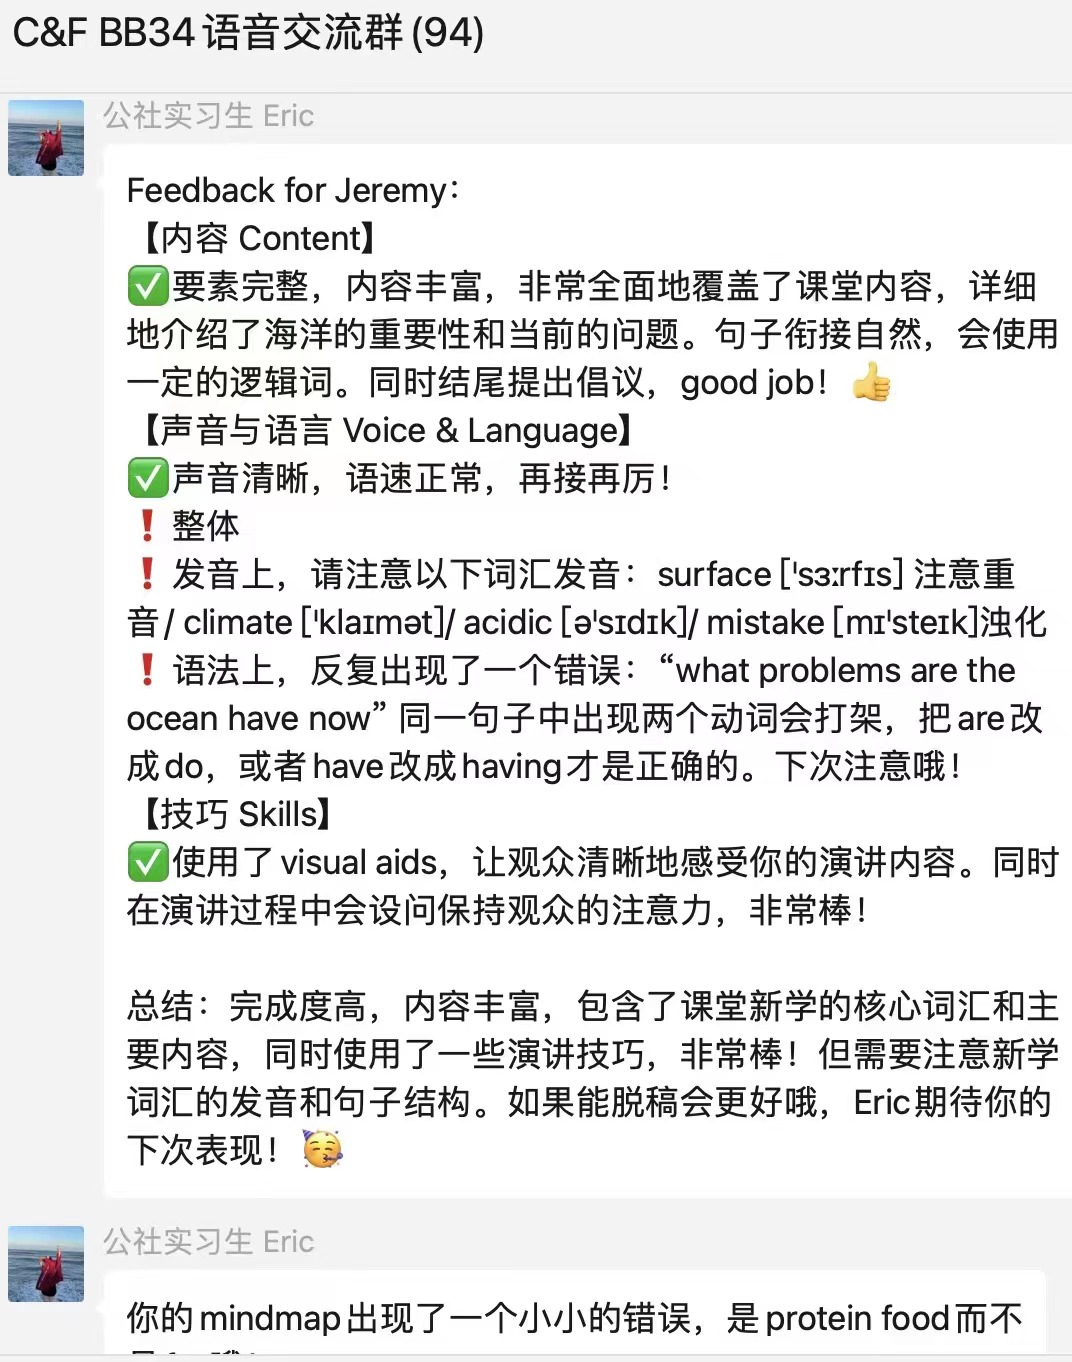 C&F BB34语音交流群(94)
公社实习生 Eric
Feedback for Jeremy：
【内容 Content】
✅要素完整，内容丰富，非常全面地覆盖了课堂内容，详细
地介绍了海洋的重要性和当前的问题。句子衔接自然，会使用
一定的逻辑词。同时结尾提出倡议，good job！👍
【声音与语言 Voice & Language】
✅声音清晰，语速正常，再接再厉！
❗整体
❗发音上，请注意以下词汇发音：surface ['sɜːrfɪs] 注意重
音/ climate ['klaɪmət]/ acidic [ə'sɪdɪk]/ mistake [mɪ'steɪk]浊化
❗语法上，反复出现了一个错误：“what problems are the
ocean have now” 同一句子中出现两个动词会打架，把are改
成do，或者have改成having才是正确的。下次注意哦！
【技巧 Skills】
✅使用了visual aids，让观众清晰地感受你的演讲内容。同时
在演讲过程中会设问保持观众的注意力，非常棒！
总结：完成度高，内容丰富，包含了课堂新学的核心词汇和主
要内容，同时使用了一些演讲技巧，非常棒！但需要注意新学
词汇的发音和句子结构。如果能脱稿会更好哦，Eric期待你的
下次表现！🥳
公社实习生 Eric
你的mindmap出现了一个小小的错误，是protein food而不